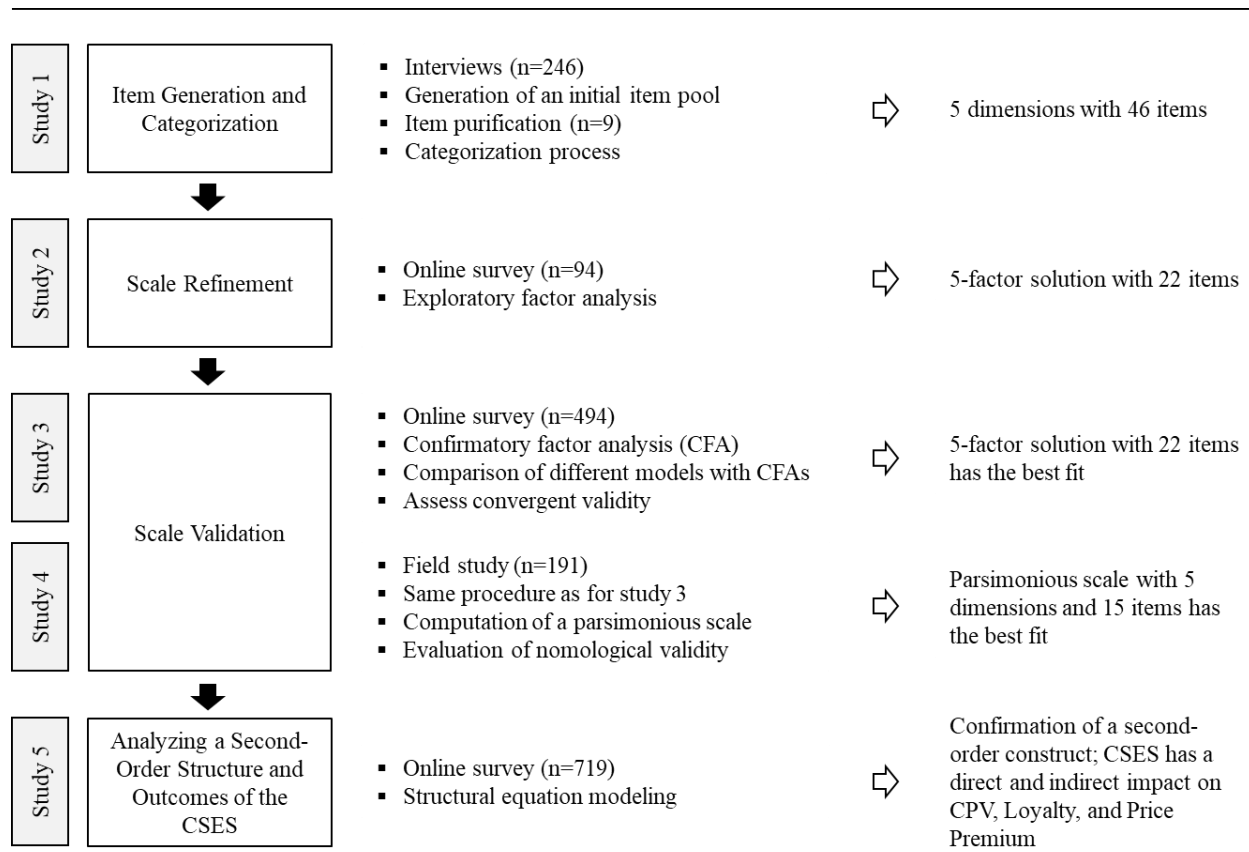 Study 1
Item Generation and
Categorization
▪ Interviews (n=246)
▪ Generation of an initial item pool
▪ Item purification (n=9)
▪ Categorization process
5 dimensions with 46 items
Study 2
Scale Refinement
▪ Online survey (n=94)
▪ Exploratory factor analysis
5-factor solution with 22 items
Study 3
Scale Validation
▪ Online survey (n=494)
▪ Confirmatory factor analysis (CFA)
▪ Comparison of different models with CFAs
▪ Assess convergent validity
5-factor solution with 22 items
has the best fit
Study 4
▪ Field study (n=191)
▪ Same procedure as for study 3
▪ Computation of a parsimonious scale
▪ Evaluation of nomological validity
Parsimonious scale with 5
dimensions and 15 items has
the best fit
Study 5
Analyzing a Second-
Order Structure and
Outcomes of the
CSES
▪ Online survey (n=719)
▪ Structural equation modeling
Confirmation of a second-
order construct; CSES has a
direct and indirect impact on
CPV, Loyalty, and Price
Premium